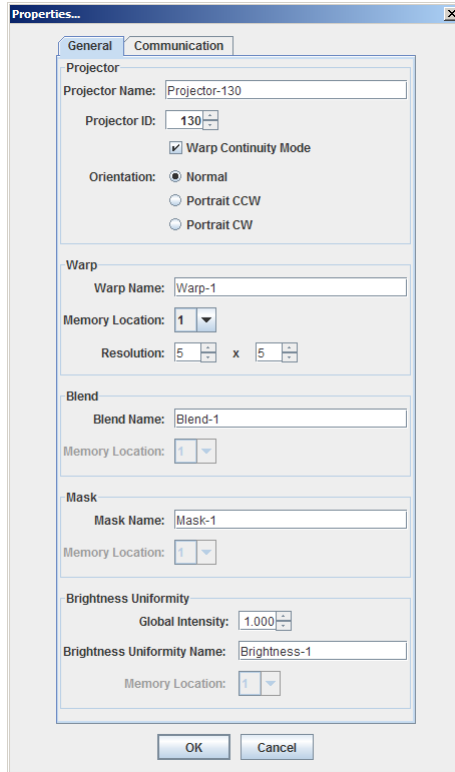 Properties...
General Communication
Projector
Projector Name: Projector-130
Projector ID: 130
Warp Continuity Mode
Orientation: Normal
Portrait CCW
Portrait CW
Warp
Warp Name: Warp-1
Memory Location: 1
Resolution: 5 x 5
Blend
Blend Name: Blend-1
Memory Location: 1
Mask
Mask Name: Mask-1
Memory Location: 1
Brightness Uniformity
Global Intensity: 1.000
Brightness Uniformity Name: Brightness-1
Memory Location: 1
OK Cancel